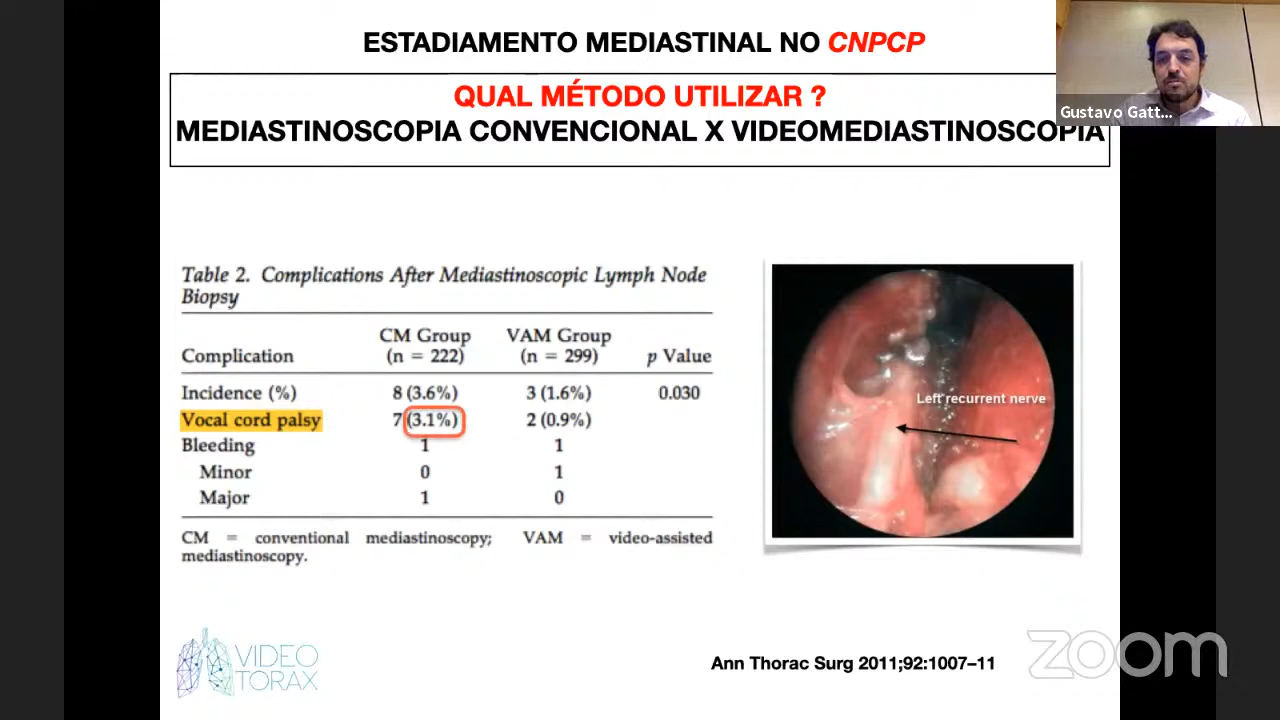 ESTADIAMENTO MEDIASTINAL NO CNPCP
QUAL MÉTODO UTILIZAR ?
MEDIASTINOSCOPIA CONVENCIONAL X VIDEOMEDIASTINOSCOPIA
Gustavo Gatt...
Table 2. Complications After Mediastinoscopic Lymph Node
Biopsy
CM Group VAM Group
Complication (n = 222) (n = 299) p Value
Incidence (%) 8 (3.6%) 3 (1.6%) 0.030
Vocal cord palsy 7 (3.1%) 2 (0.9%)
Bleeding 1 1
Minor 0 1
Major 1 0
CM = conventional mediastinoscopy; VAM = video-assisted
mediastinoscopy.
Left recurrent nerve
VIDEO
TORAX
Ann Thorac Surg 2011;92:1007–11
zoom